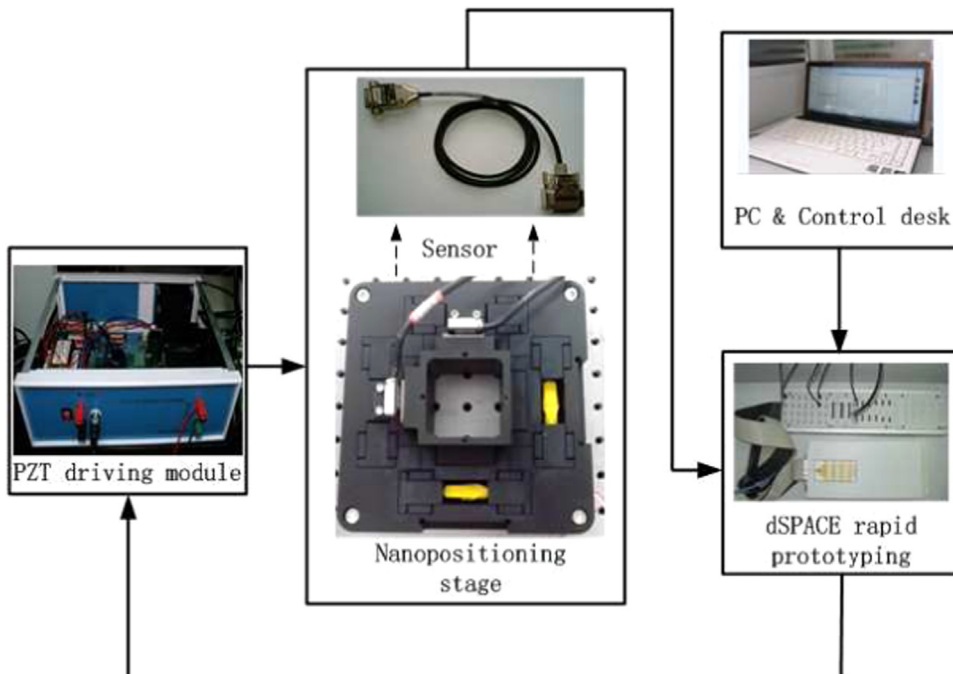 Sensor
PC & Control desk
PZT driving module
Nanopositioning
stage
dSPACE rapid
prototyping